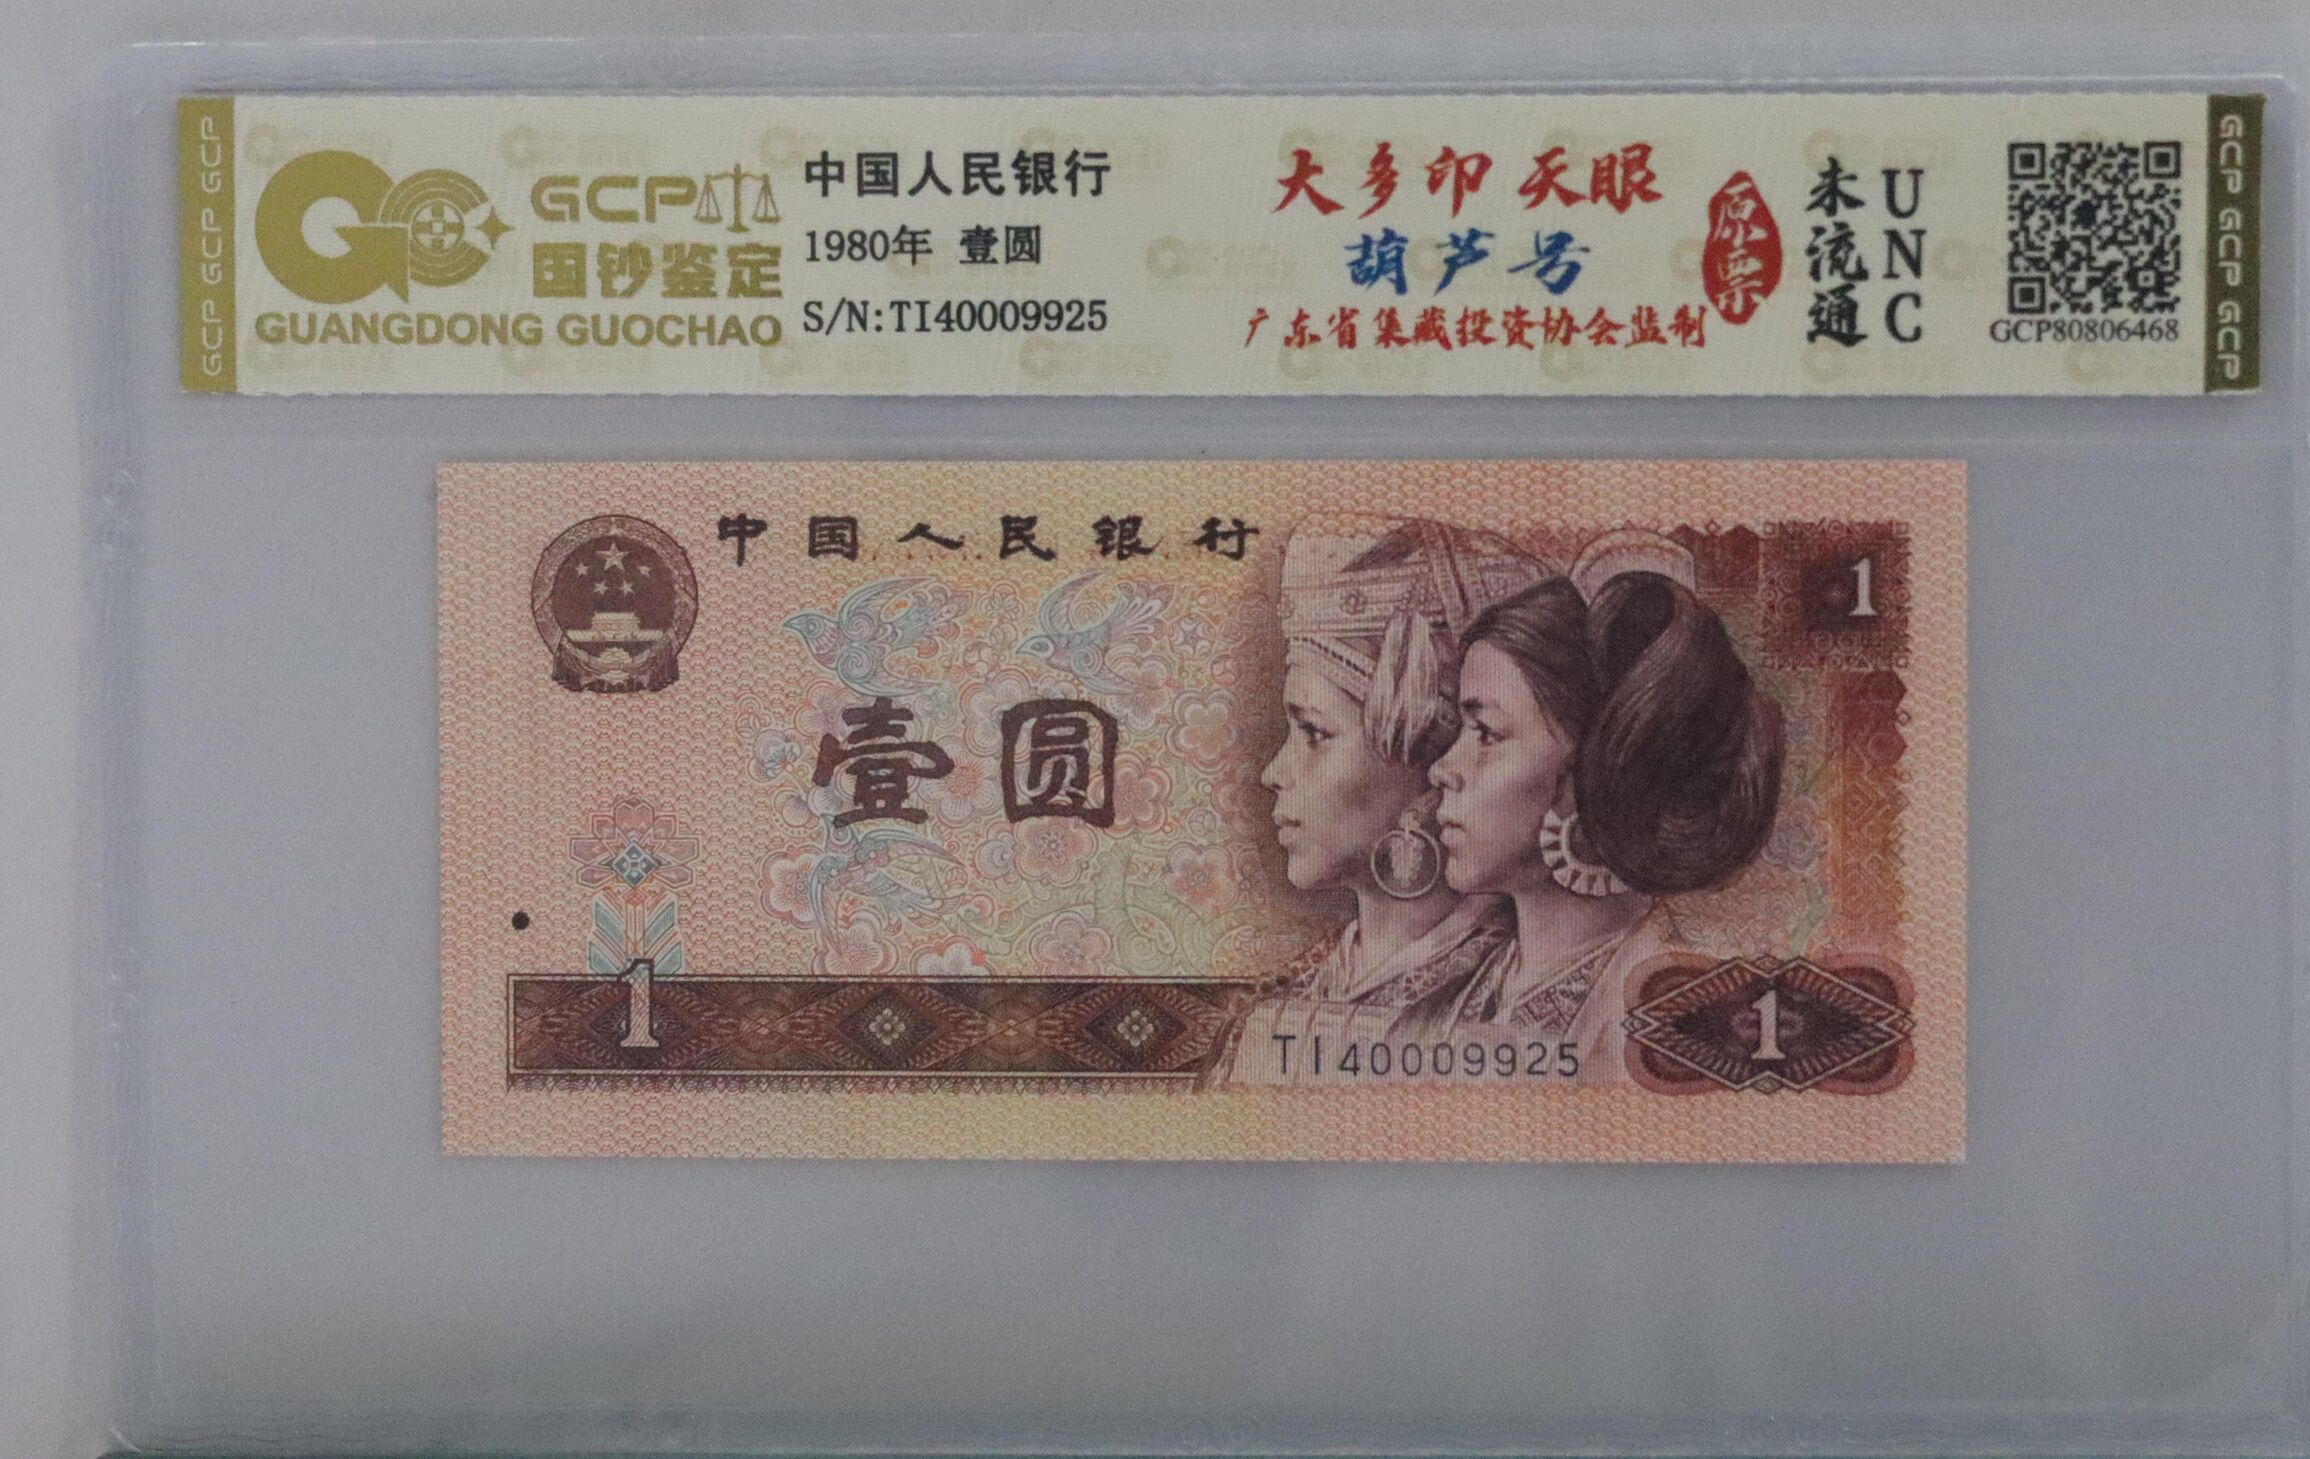 GCP GCP GCP
GCP
国钞鉴定
GUANGDONG GUOCHAO
中国人民银行
1980年 壹圆
S/N:TI40009925
大多印 天眼
葫芦号
广东省集藏投资协会监制
原票
未流通
UNC
GCP80806468
GCP GCP GCP
中国人民银行
壹圆
1
1
TI40009925
1